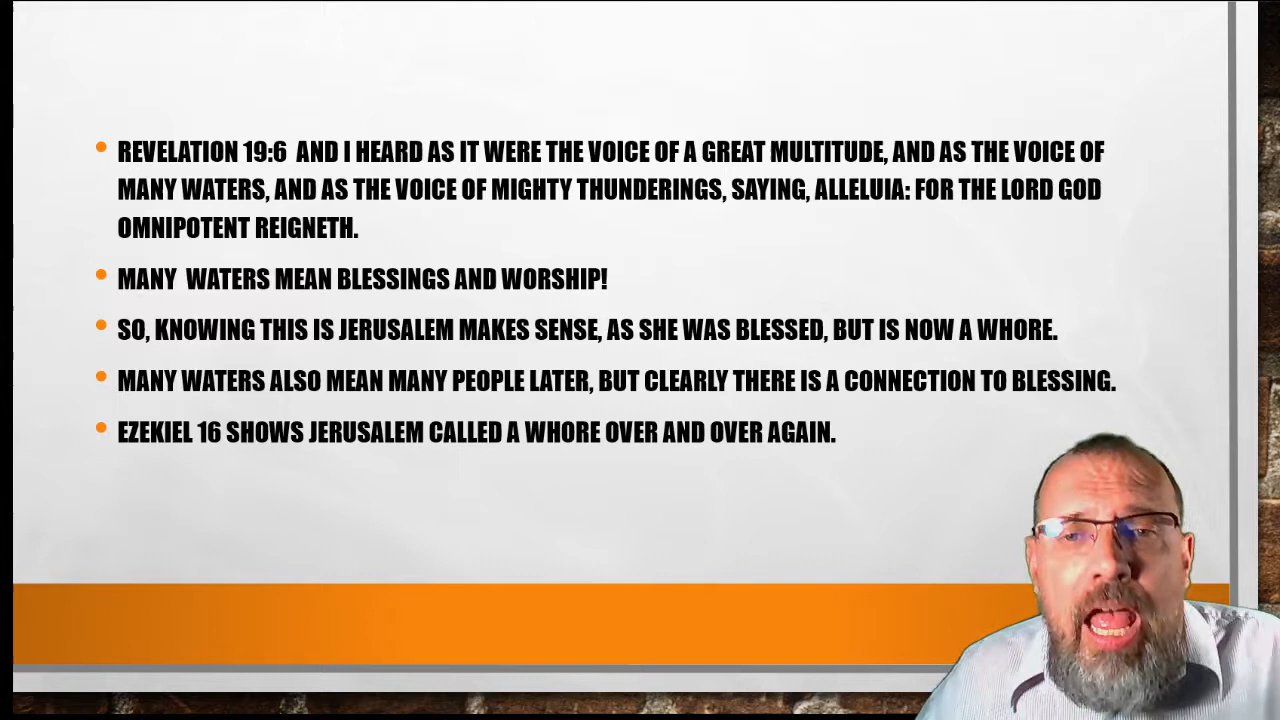 REVELATION 19:6  AND I HEARD AS IT WERE THE VOICE OF A GREAT MULTITUDE, AND AS THE VOICE OF
MANY WATERS, AND AS THE VOICE OF MIGHTY THUNDERINGS, SAYING, ALLELUIA: FOR THE LORD GOD
OMNIPOTENT REIGNETH.
MANY  WATERS MEAN BLESSINGS AND WORSHIP!
SO, KNOWING THIS IS JERUSALEM MAKES SENSE, AS SHE WAS BLESSED, BUT IS NOW A WHORE.
MANY WATERS ALSO MEAN MANY PEOPLE LATER, BUT CLEARLY THERE IS A CONNECTION TO BLESSING.
EZEKIEL 16 SHOWS JERUSALEM CALLED A WHORE OVER AND OVER AGAIN.